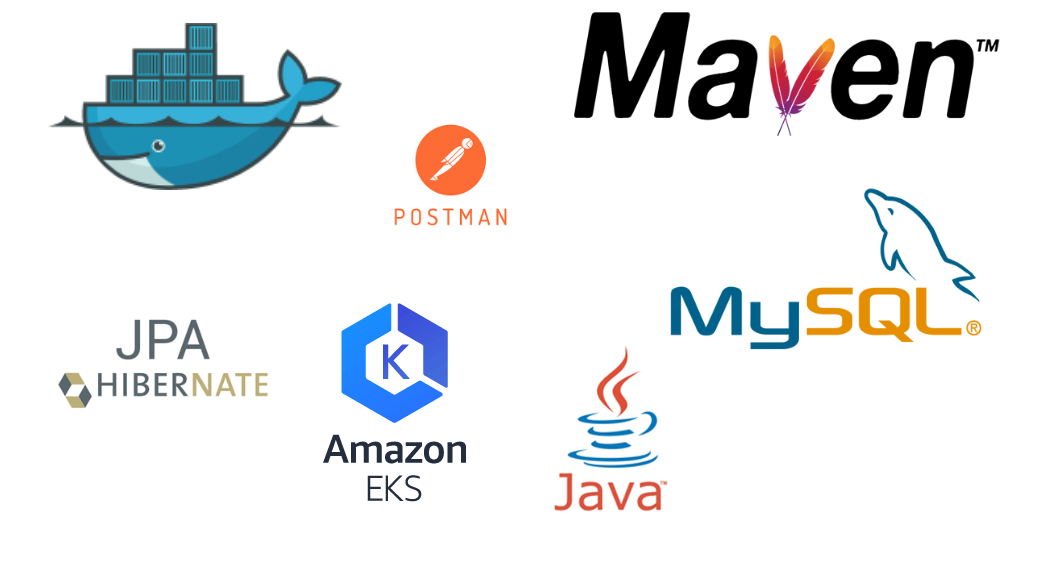 Maven™
POSTMAN
MySQL®
JPA
HIBERNATE
K
Amazon
EKS
Java™